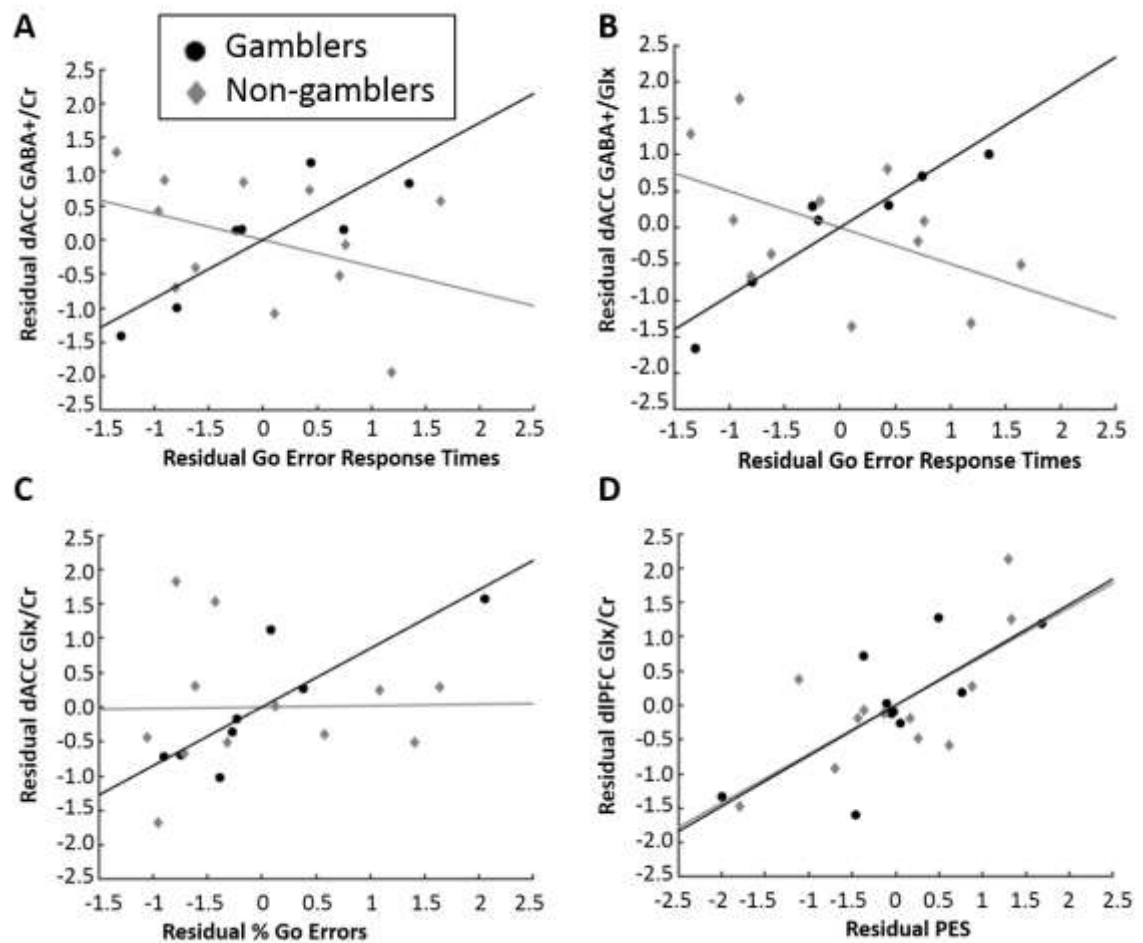 A
B
Gamblers
Non-gamblers
Residual dACC GABA+/Cr
2.5
2.0
1.5
1.0
0.5
0.0
-0.5
-1.0
-1.5
-2.0
-2.5
-1.5 -1 -1.5 0 0.5 1 1.5 2 2.5
Residual Go Error Response Times
Residual dACC GABA+/Glx
2.5
2.0
1.5
1.0
0.5
0.0
-0.5
-1.0
-1.5
-2.0
-2.5
-1.5 -1 -1.5 0 0.5 1 1.5 2 2.5
Residual Go Error Response Times
C
D
Residual dACC Glx/Cr
2.5
2.0
1.5
1.0
0.5
0.0
-0.5
-1.0
-1.5
-2.0
-2.5
-1.5 -1 -1.5 0 0.5 1 1.5 2 2.5
Residual % Go Errors
Residual dlPFC Glx/Cr
2.5
2.0
1.5
1.0
0.5
0.0
-0.5
-1.0
-1.5
-2.0
-2.5
-2.5 -2 -1.5 -1 -1.5 0 0.5 1 1.5 2 2.5
Residual PES